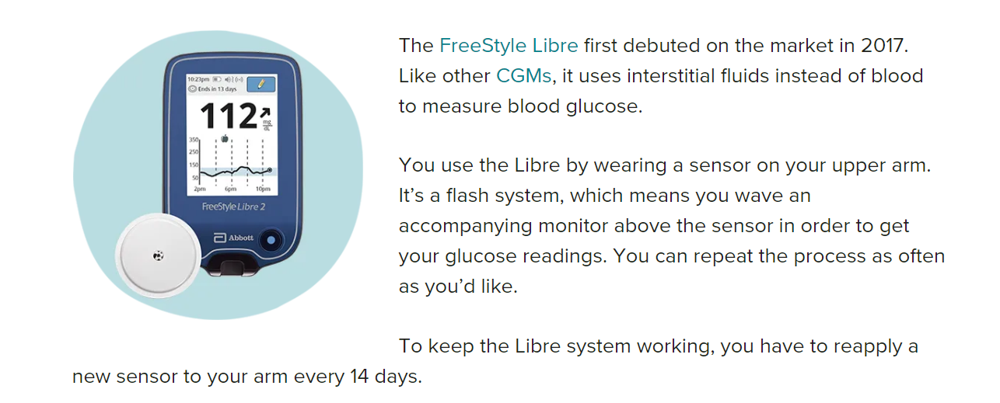 10:23pm
Ends in 13 days
112
mg
dL
350
250
150
50
2pm 6pm 10pm
FreeStyle Libre 2
Abbott
The FreeStyle Libre first debuted on the market in 2017.
Like other CGMs, it uses interstitial fluids instead of blood
to measure blood glucose.
You use the Libre by wearing a sensor on your upper arm.
It’s a flash system, which means you wave an
accompanying monitor above the sensor in order to get
your glucose readings. You can repeat the process as often
as you’d like.
To keep the Libre system working, you have to reapply a
new sensor to your arm every 14 days.